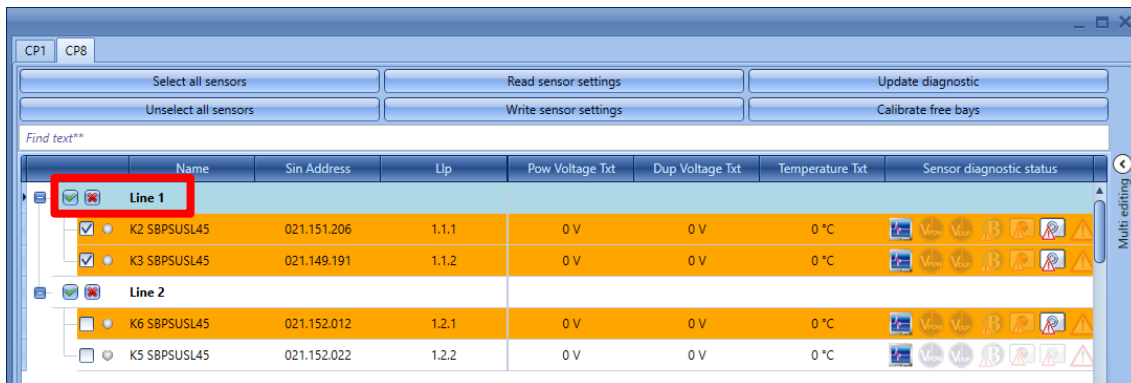 CP1 CP8
Select all sensors Read sensor settings Update diagnostic
Unselect all sensors Write sensor settings Calibrate free bays
Find text**
Name Sin Address Llp Pow Voltage Txt Dup Voltage Txt Temperature Txt Sensor diagnostic status
Line 1
K2 SBPSUSL45 021.151.206 1.1.1 0 V 0 V 0 °C
K3 SBPSUSL45 021.149.191 1.1.2 0 V 0 V 0 °C
Line 2
K6 SBPSUSL45 021.152.012 1.2.1 0 V 0 V 0 °C
K5 SBPSUSL45 021.152.022 1.2.2 0 V 0 V 0 °C
Multi editing